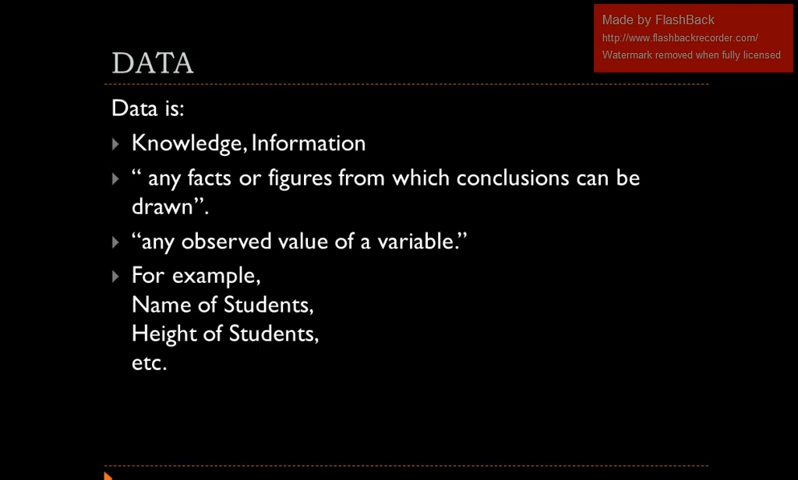 Made by FlashBack
http://www.flashbackrecorder.com/
Watermark removed when fully licensed
DATA
Data is:
Knowledge, Information
“ any facts or figures from which conclusions can be
drawn”.
“any observed value of a variable.”
For example,
Name of Students,
Height of Students,
etc.